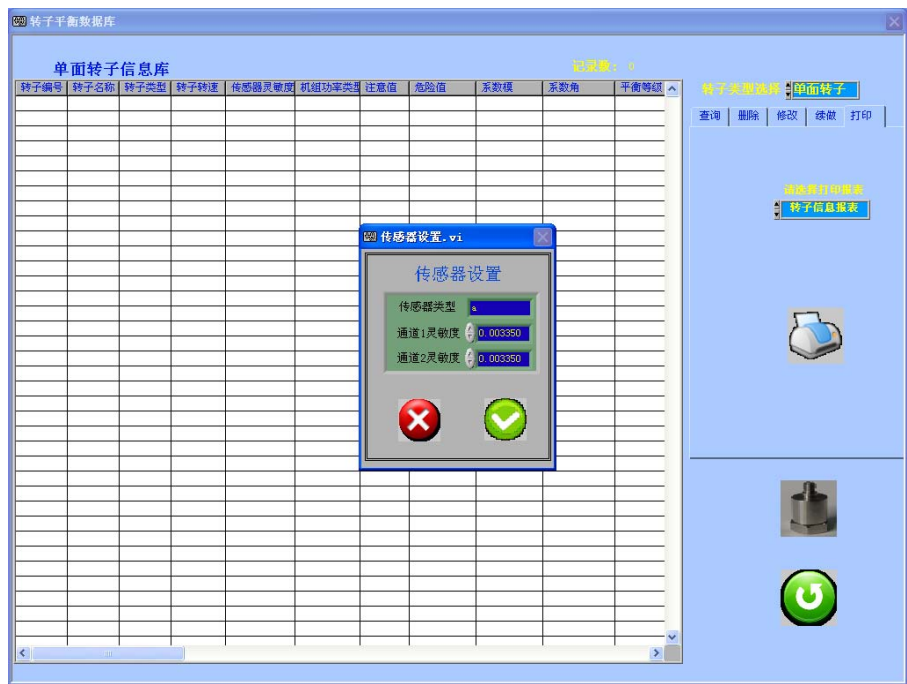 转子平衡数据库
单面转子信息库
记录数: 0
转子编号 转子名称 转子类型 转子转速 传感器灵敏度 机组功率类型 注意值 危险值 系数模 系数角 平衡等级
转子类型选择 单面转子
查询 删除 修改 续做 打印
请选择打印报表
转子信息报表
传感器设置.vi
传感器设置
传感器类型 a
通道1灵敏度 0.003350
通道2灵敏度 0.003350